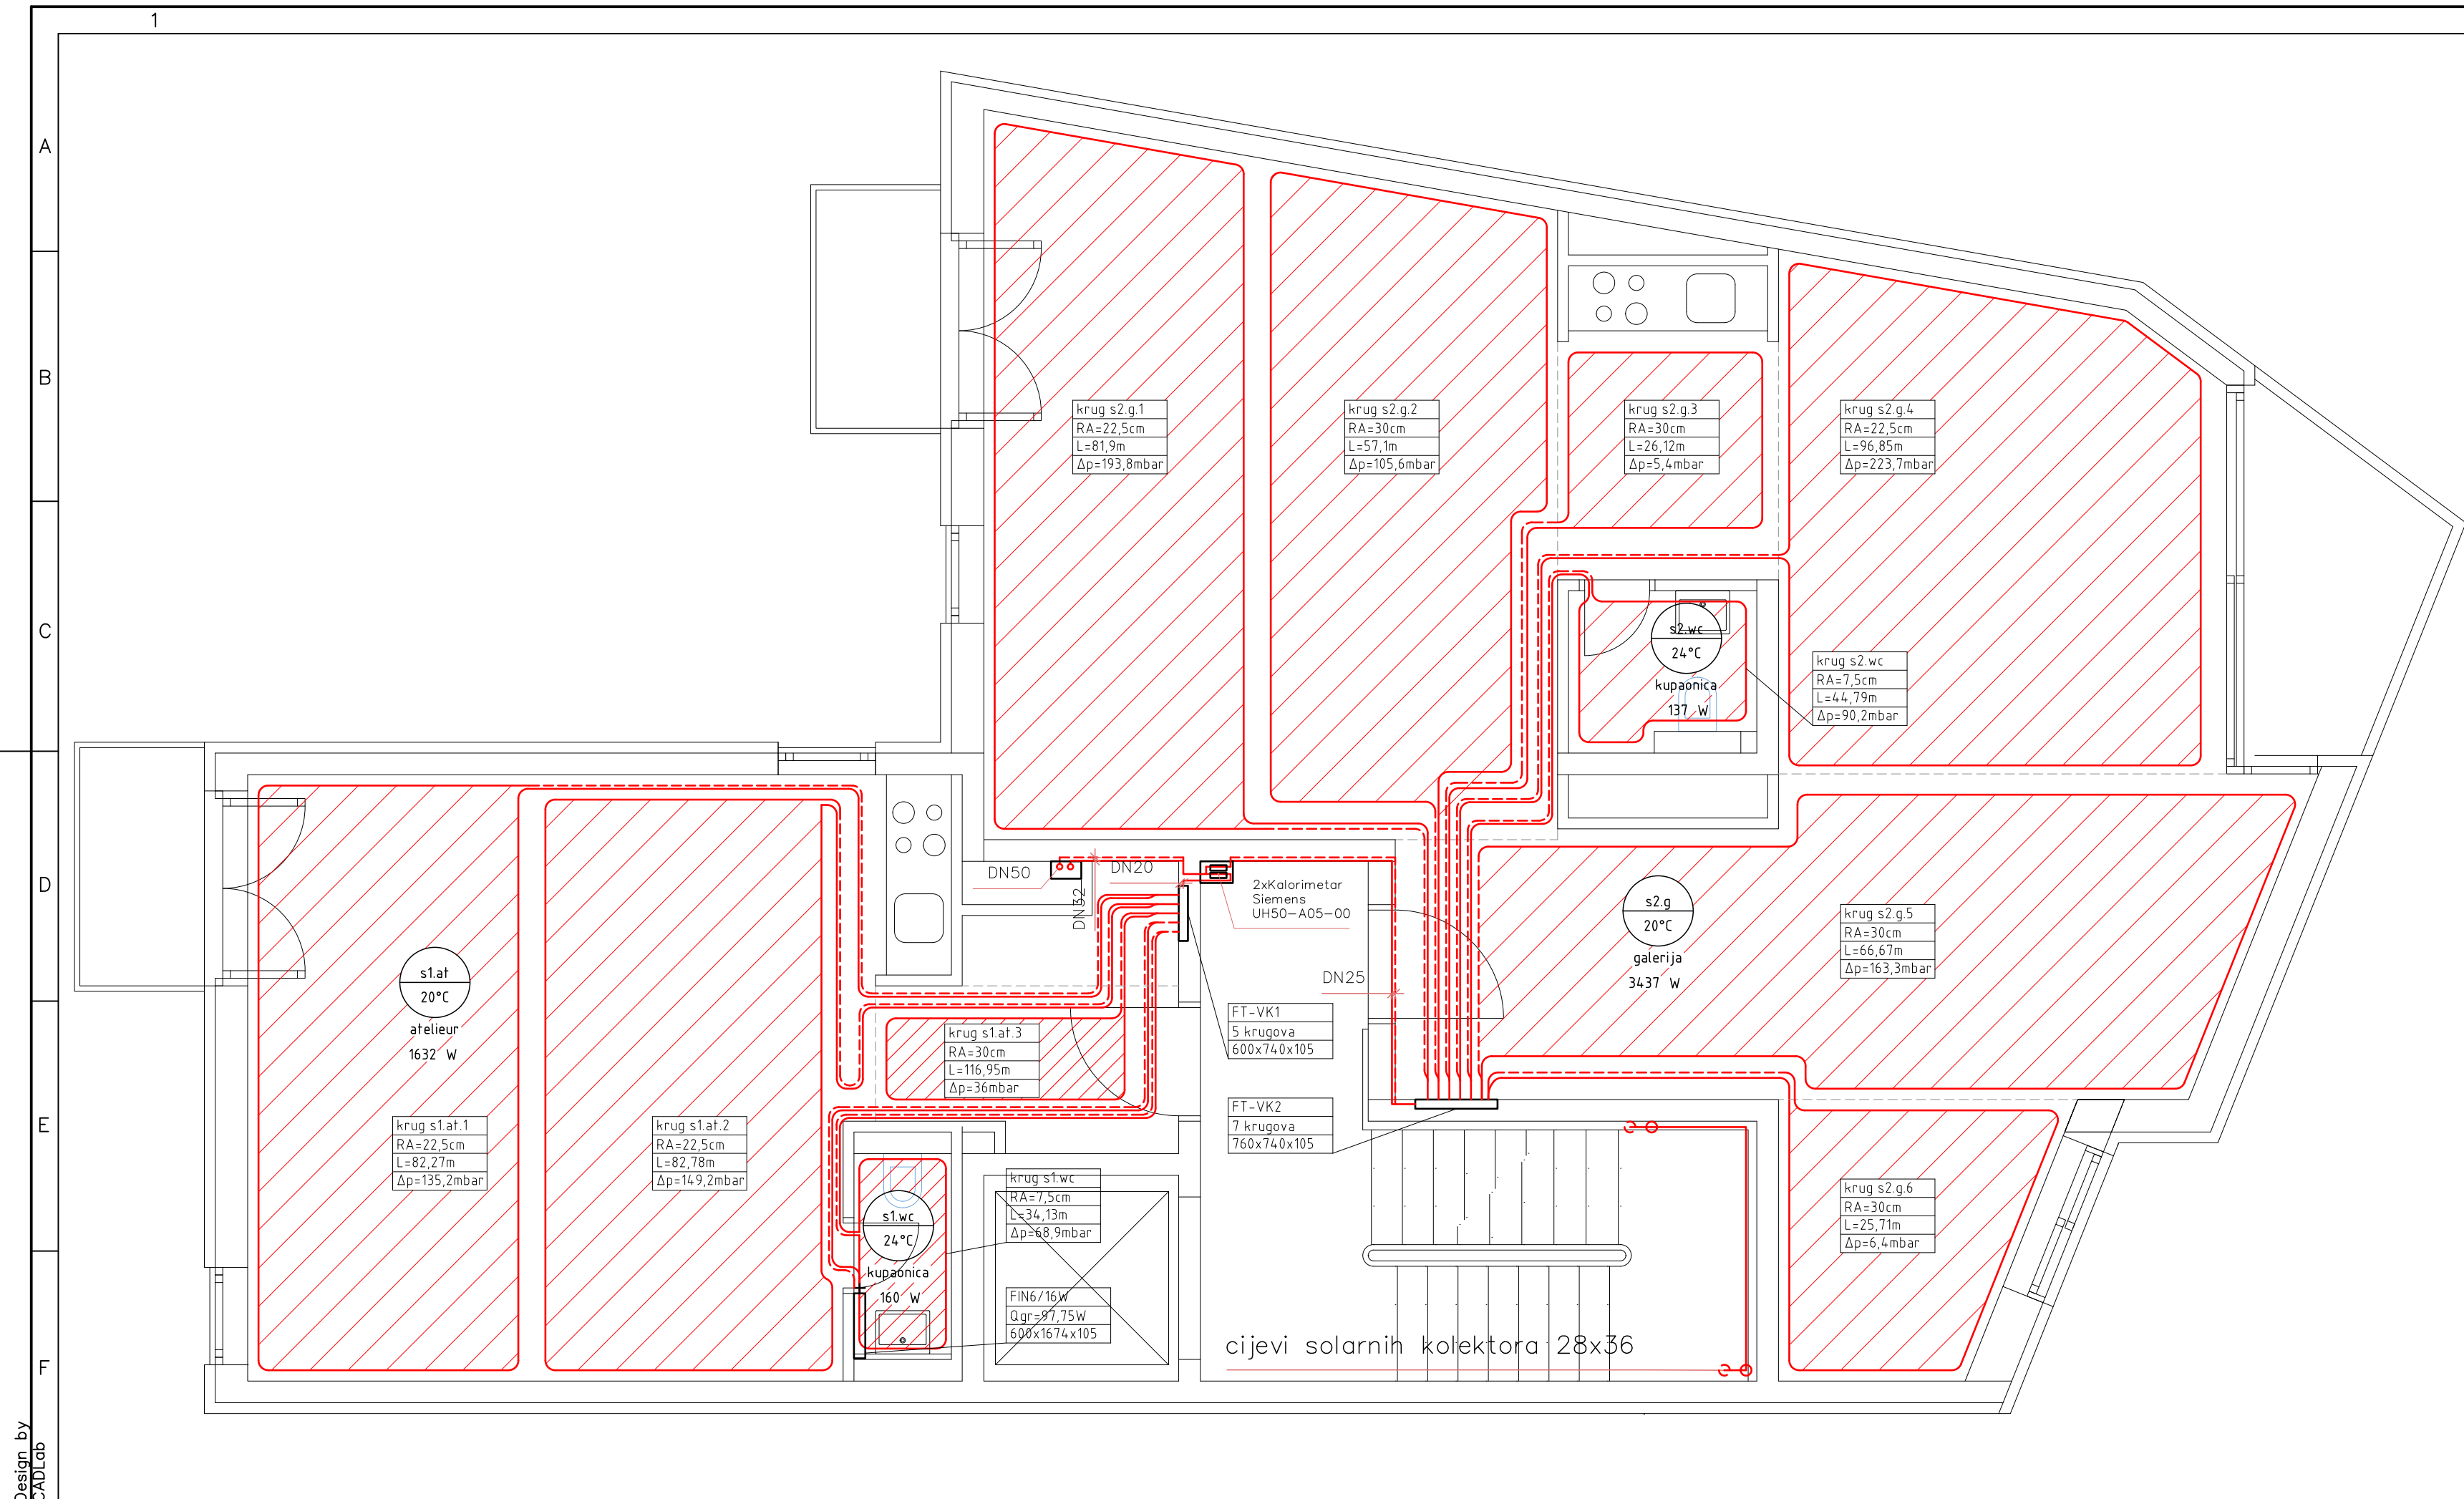 1
A
B
C
D
E
F
krug s2.g.1
RA=22,5cm
L=81,9m
Δp=193,8mbar
krug s2.g.2
RA=30cm
L=57,1m
Δp=105,6mbar
krug s2.g.3
RA=30cm
L=26,12m
Δp=5,4mbar
krug s2.g.4
RA=22,5cm
L=96,85m
Δp=223,7mbar
s2.wc
24°C
kupaonica
137 W
krug s2.wc
RA=7,5cm
L=44,79m
Δp=90,2mbar
DN50
DN32
DN20
2xKalorimetar
Siemens
UH50-A05-00
DN25
s2.g
20°C
galerija
3437 W
krug s2.g.5
RA=30cm
L=66,67m
Δp=163,3mbar
s1.at
20°C
atelieur
1632 W
krug s1.at.3
RA=30cm
L=116,95m
Δp=36mbar
FT-VK1
5 krugova
600x740x105
FT-VK2
7 krugova
760x740x105
krug s1.at.1
RA=22,5cm
L=82,27m
Δp=135,2mbar
krug s1.at.2
RA=22,5cm
L=82,78m
Δp=149,2mbar
krug s1.wc
RA=7,5cm
L=34,13m
Δp=68,9mbar
s1.wc
24°C
kupaonica
160 W
FIN6/16W
Qgr=97,75W
600x1674x105
krug s2.g.6
RA=30cm
L=25,71m
Δp=6,4mbar
cijevi solarnih kolektora 28x36
Design by
CADLab